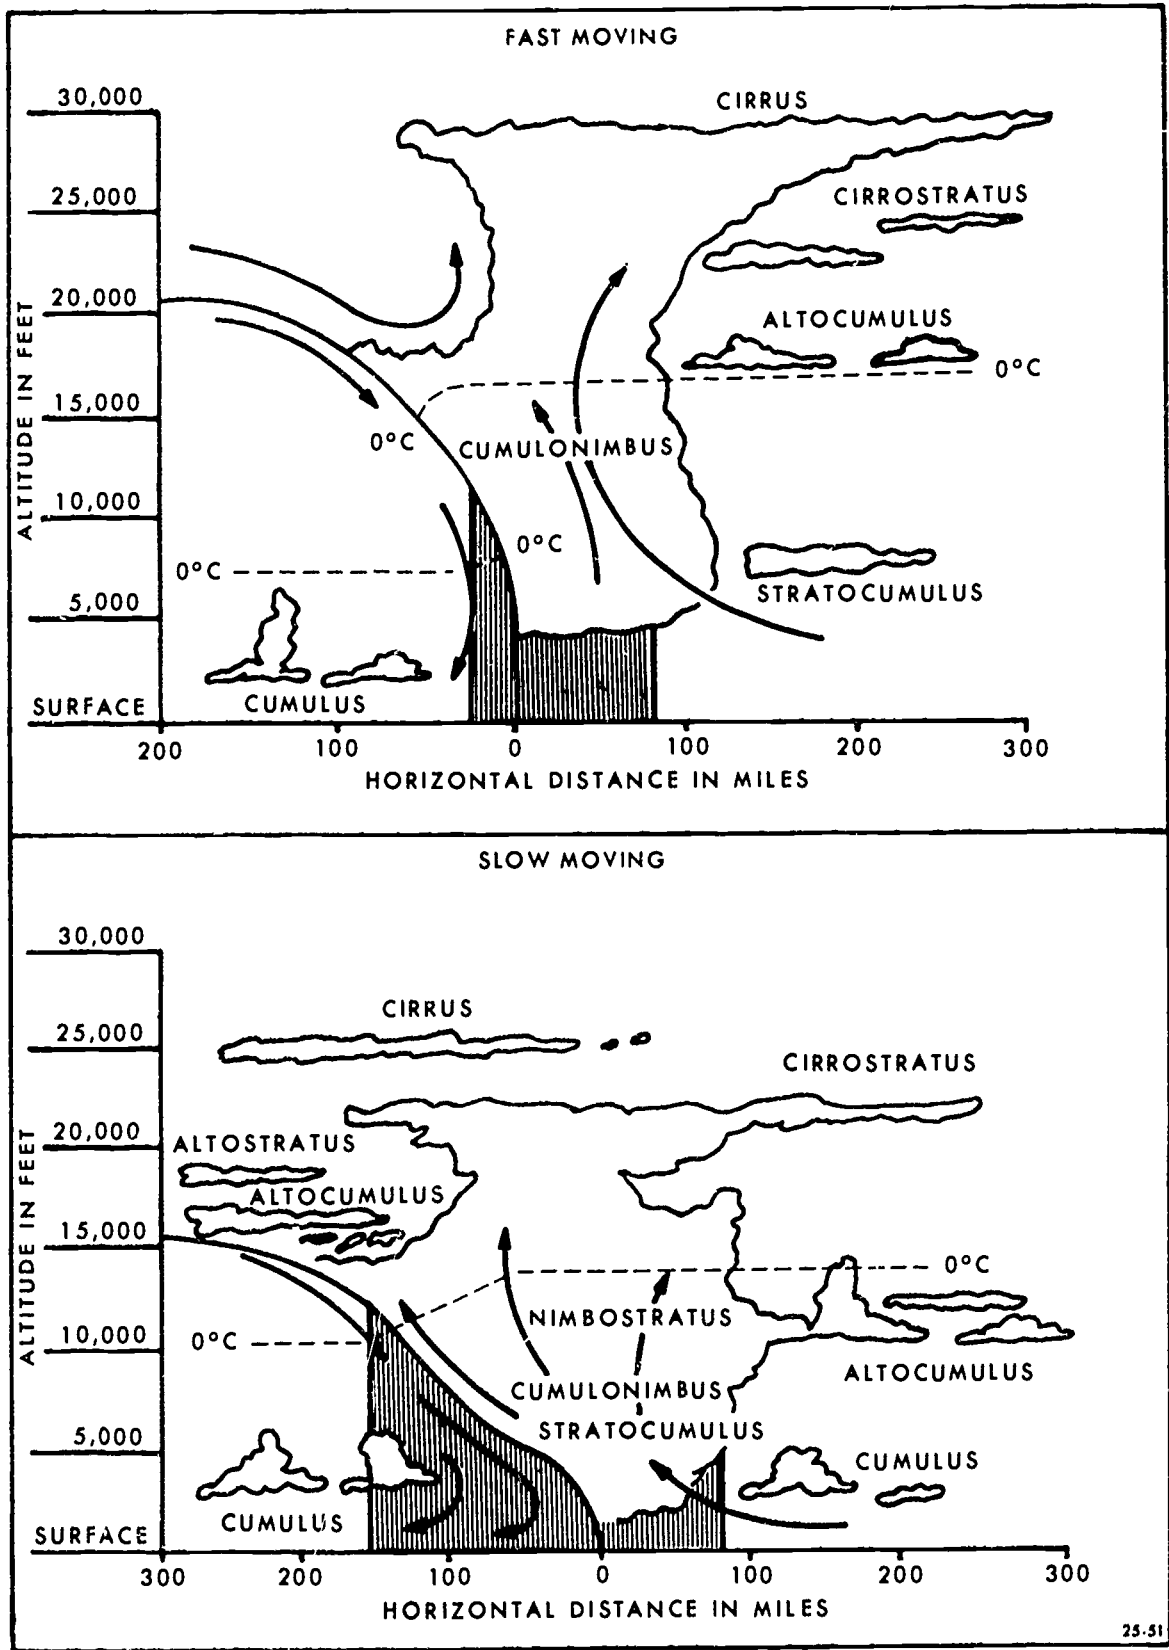 FAST MOVING
30,000
CIRRUS
25,000
CIRROSTRATUS
20,000
ALTOCUMULUS
0°C
15,000
0°C
CUMULONIMBUS
10,000
0°C
0°C
STRATOCUMULUS
5,000
CUMULUS
SURFACE
ALTITUDE IN FEET
200 100 0 100 200 300
HORIZONTAL DISTANCE IN MILES
SLOW MOVING
30,000
CIRRUS
25,000
CIRROSTRATUS
20,000
ALTOSTRATUS
ALTOCUMULUS
15,000
0°C
NIMBOSTRATUS
10,000
0°C
ALTOCUMULUS
CUMULONIMBUS
STRATOCUMULUS
5,000
CUMULUS
CUMULUS
SURFACE
ALTITUDE IN FEET
300 200 100 0 100 200 300
HORIZONTAL DISTANCE IN MILES
25-51